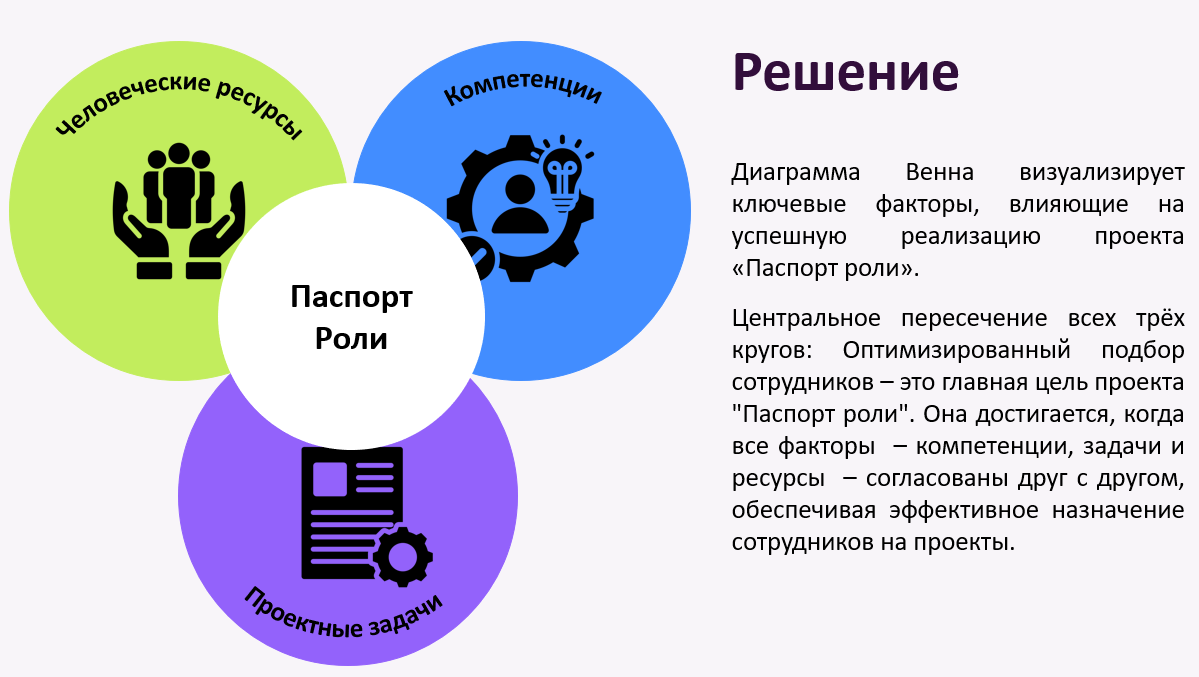 Человеческие ресурсы
Компетенции
Паспорт
Роли
Проектные задачи
Решение
Диаграмма Венна визуализирует
ключевые факторы, влияющие на
успешную реализацию проекта
«Паспорт роли».
Центральное пересечение всех трёх
кругов: Оптимизированный подбор
сотрудников – это главная цель проекта
"Паспорт роли". Она достигается, когда
все факторы – компетенции, задачи и
ресурсы – согласованы друг с другом,
обеспечивая эффективное назначение
сотрудников на проекты.